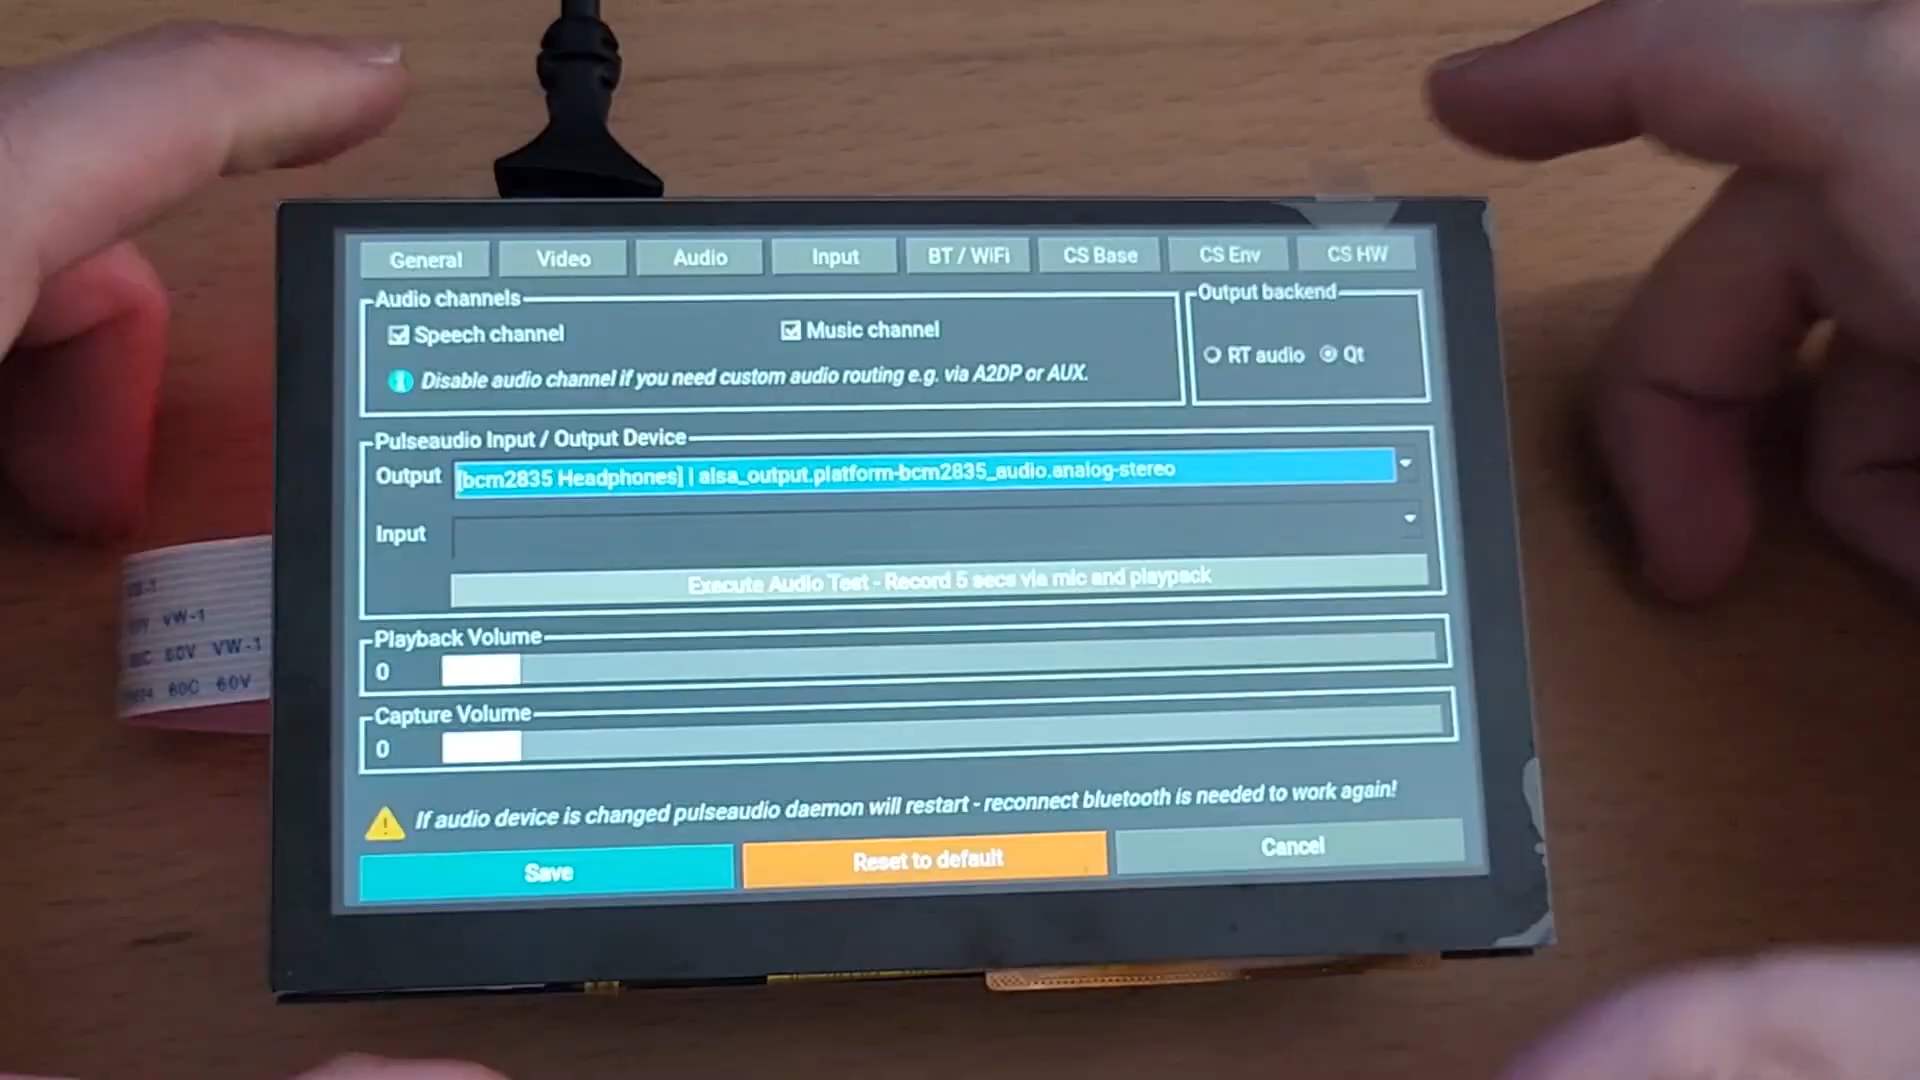 General Video Audio Input BT / WiFi CS Base CS Env CS HW
Audio channels
Output backend
Speech channel Music channel
RT audio Qt
Disable audio channel if you need custom audio routing e.g. via A2DP or AUX.
Pulseaudio Input / Output Device
Output [bcm2835 Headphones] | alsa_output.platform-bcm2835_audio.analog-stereo
Input
Execute Audio Test - Record 5 secs via mic and playpack
Playback Volume
0
Capture Volume
0
If audio device is changed pulseaudio daemon will restart - reconnect bluetooth is needed to work again!
Save Reset to default Cancel
VW-1
60V VW-1
60C 60V